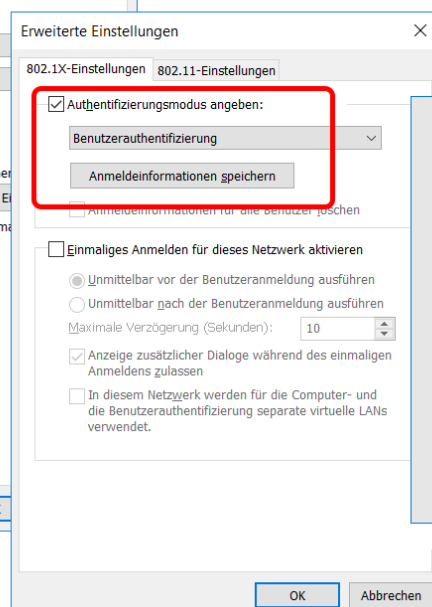 Erweiterte Einstellungen
802.1X-Einstellungen 802.11-Einstellungen
Authentifizierungsmodus angeben:
Benutzerauthentifizierung
Anmeldeinformationen speichern
Anmeldeinformationen für alle Benutzer löschen
Einmaliges Anmelden für dieses Netzwerk aktivieren
Unmittelbar vor der Benutzeranmeldung ausführen
Unmittelbar nach der Benutzeranmeldung ausführen
Maximale Verzögerung (Sekunden): 10
Anzeige zusätzlicher Dialoge während des einmaligen
Anmeldens zulassen
In diesem Netzwerk werden für die Computer- und
die Benutzerauthentifizierung separate virtuelle LANs
verwendet.
OK Abbrechen